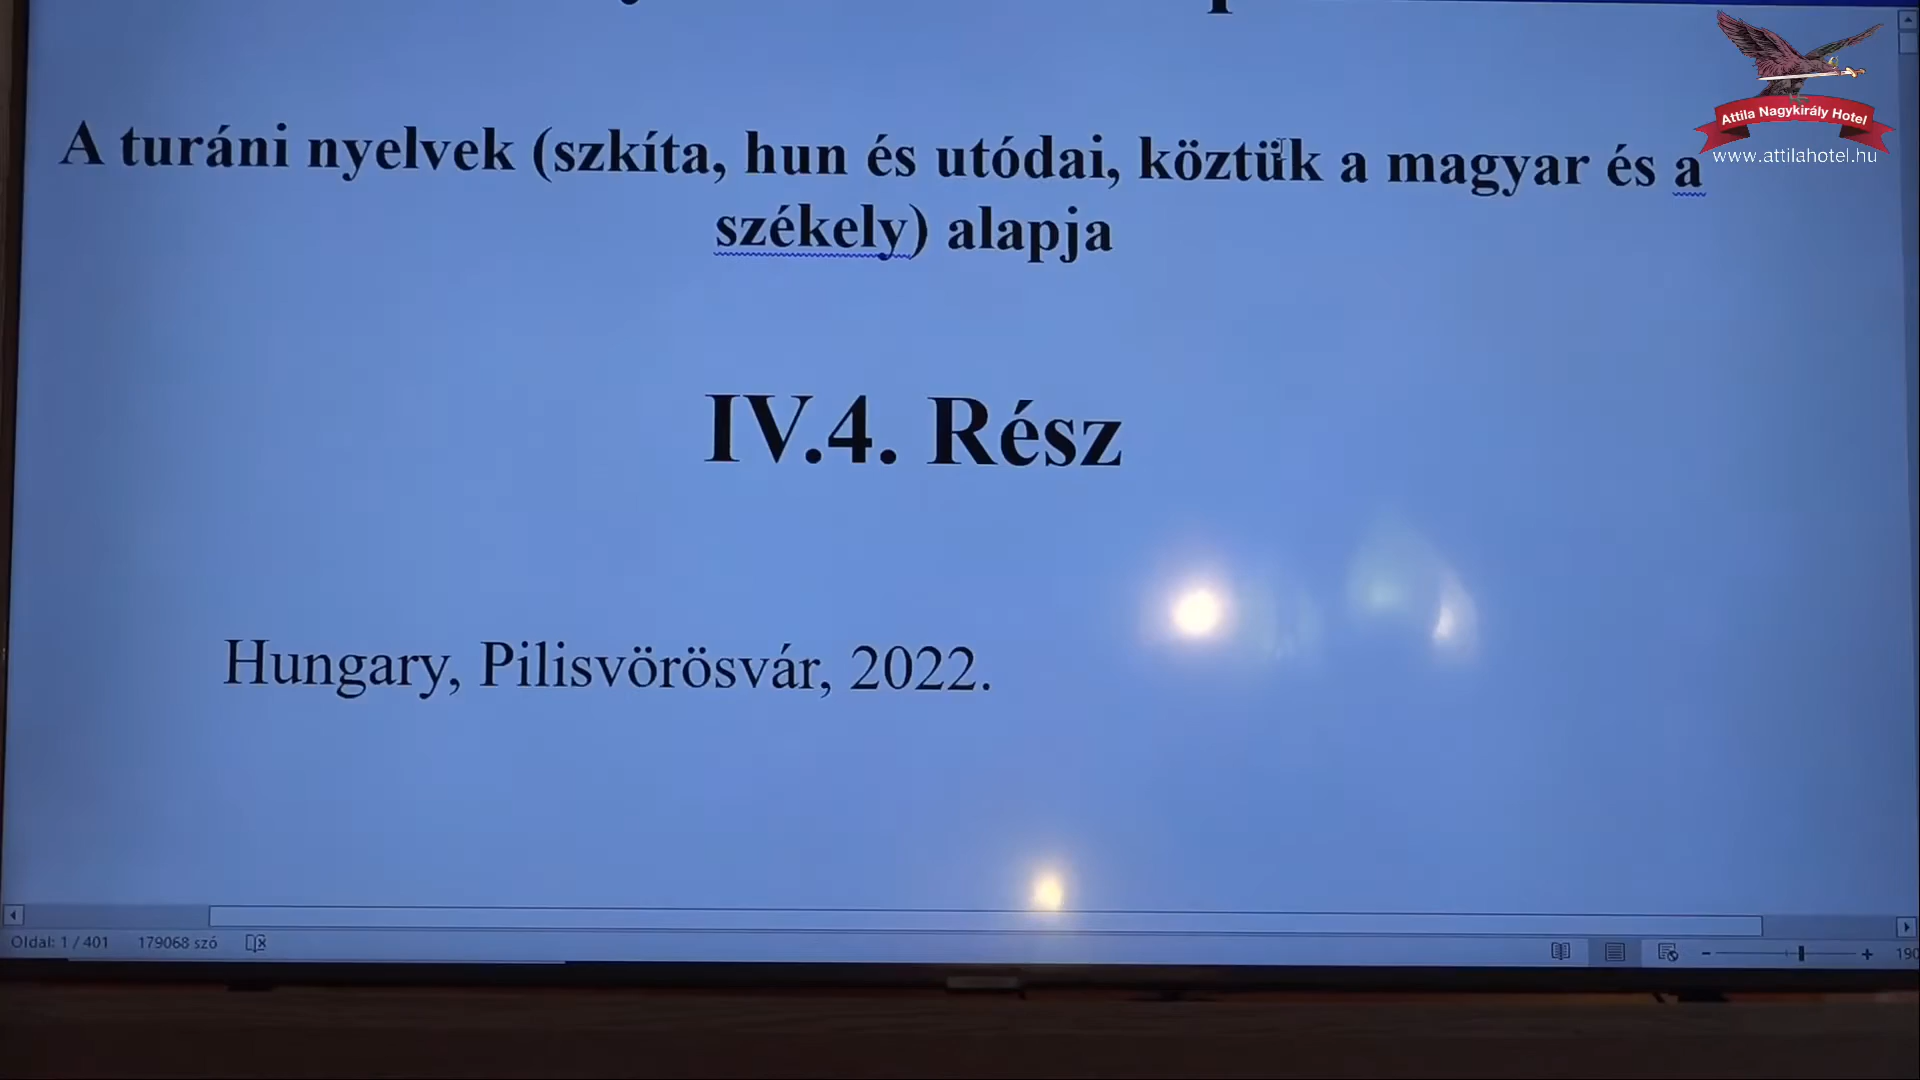 Attila Nagykirály Hotel
www.attilahotel.hu
A turáni nyelvek (szkíta, hun és utódai, köztük a magyar és a
székely) alapja
IV.4. Rész
Hungary, Pilisvörösvár, 2022.
Oldal: 1 / 401 179068 szó
190